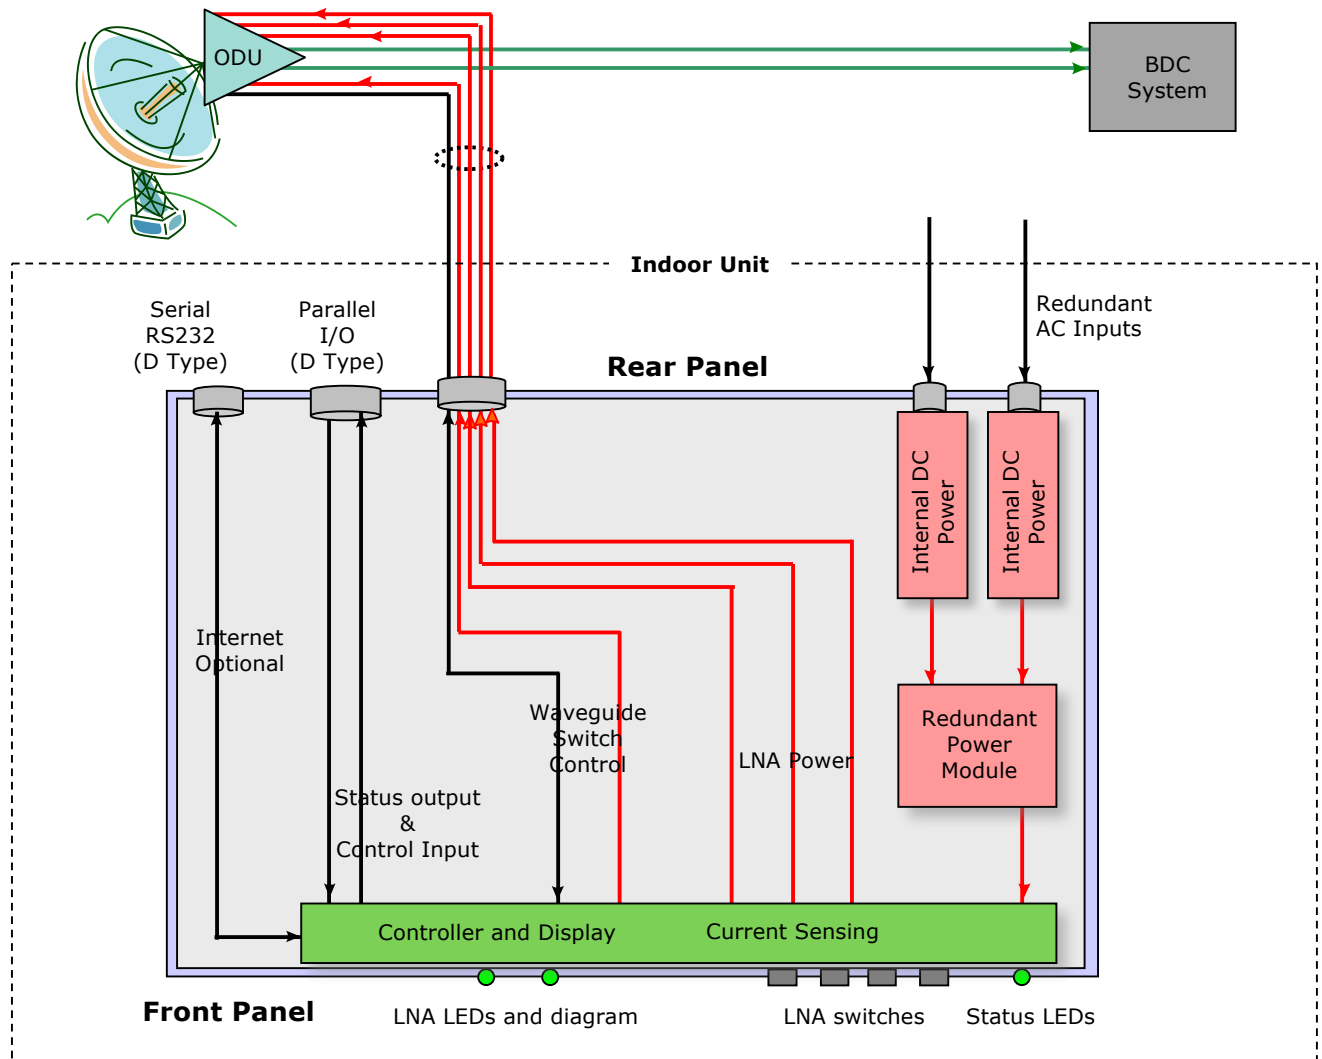 ODU
BDC
System
Indoor Unit
Serial
RS232
(D Type)
Parallel
I/O
(D Type)
Redundant
AC Inputs
Rear Panel
Internal DC
Power
Internal DC
Power
Internet
Optional
Waveguide
Switch
Control
LNA Power
Redundant
Power
Module
Status output
&
Control Input
Controller and Display
Current Sensing
Front Panel
LNA LEDs and diagram
LNA switches
Status LEDs